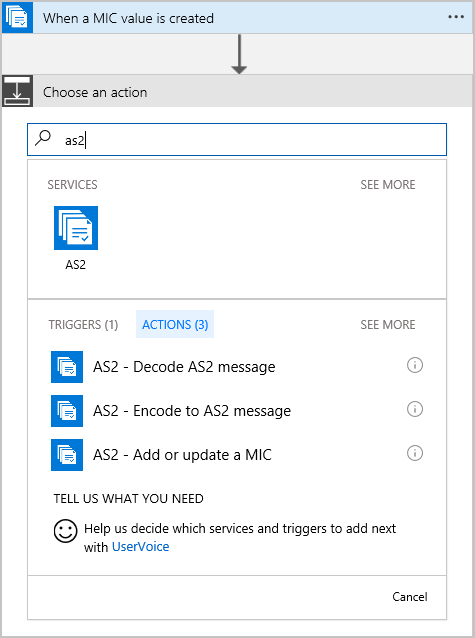 When a MIC value is created
Choose an action
as2
SERVICES SEE MORE
AS2
TRIGGERS (1) ACTIONS (3) SEE MORE
AS2 - Decode AS2 message
AS2 - Encode to AS2 message
AS2 - Add or update a MIC
TELL US WHAT YOU NEED
Help us decide which services and triggers to add next
with UserVoice
Cancel